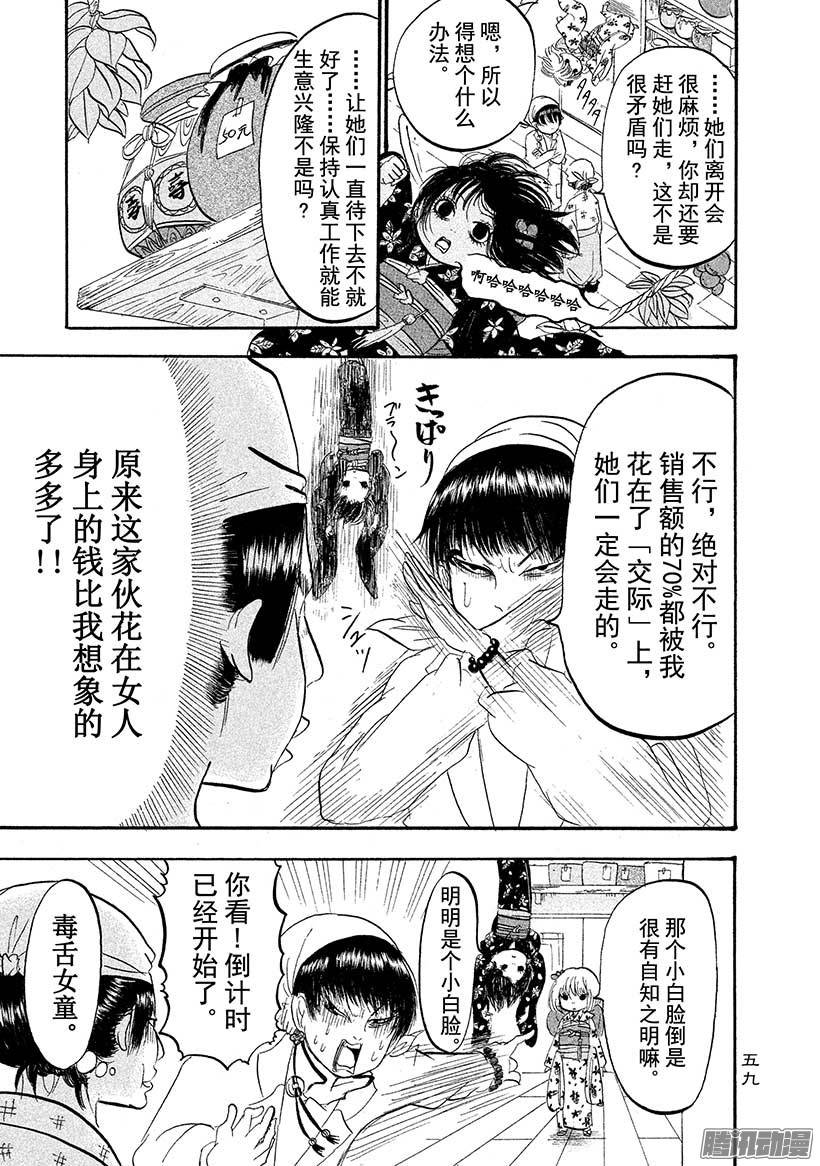 ……她们离开会
很麻烦，你却还要
赶她们走，这不是
很矛盾吗？
嗯，所以
得想个什么
办法。
啊哈哈哈哈哈哈
……让她们一直待下去不就
好了……保持认真工作就能
生意兴隆不是吗？
50元
不行，绝对不行。
销售额的70%都被我
花在了「交际」上，
她们一定会走的。
きっぱり
ブラ〜ン
原来这家伙花在女人
身上的钱比我想象的
多多了!!
那个小白脸倒是
很有自知之明嘛。
明明是个小白脸。
你看！倒计时
已经开始了。
毒舌女童。
五九
腾讯动漫